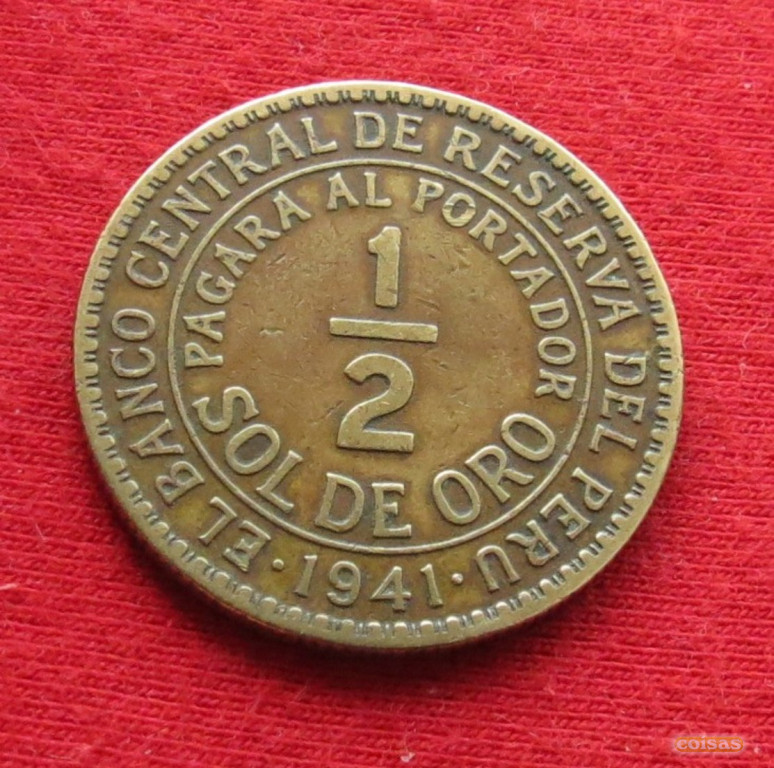 EL BANCO CENTRAL DE RESERVA DEL PERU
· 1941 ·
PAGARA AL PORTADOR
1
2
SOL DE ORO
coisas